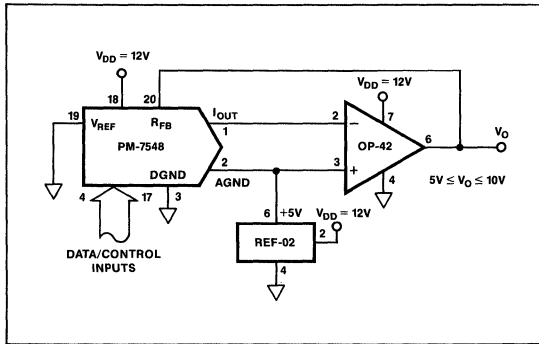 V_DD = 12V
V_DD = 12V
18
20
19
V_REF
R_FB
I_OUT
1
2
−
7
PM-7548
OP-42
6
V_O
2
3
+
DGND
AGND
4
5V ≤ V_O ≤ 10V
4
17
3
6
+5V
V_DD = 12V
REF-02
2
DATA/CONTROL
INPUTS
4